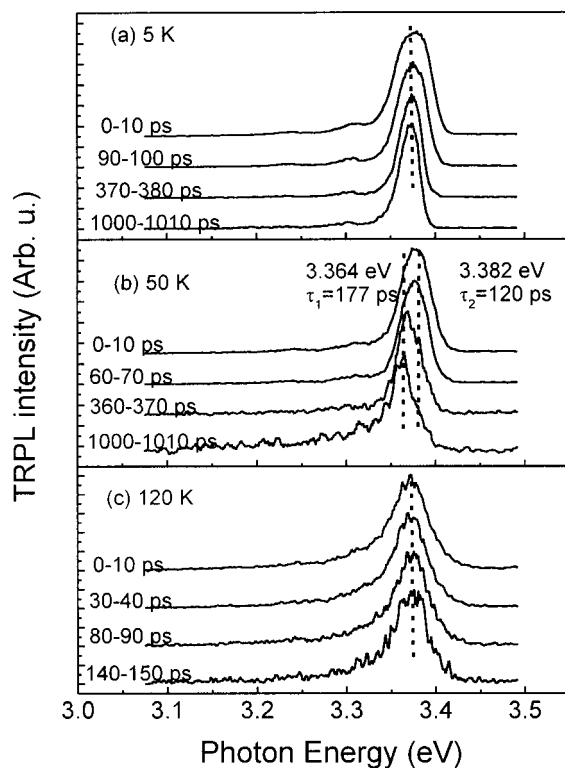 (a) 5 K
0-10 ps
90-100 ps
370-380 ps
1000-1010 ps
(b) 50 K
3.364 eV
τ1=177 ps
3.382 eV
τ2=120 ps
0-10 ps
60-70 ps
360-370 ps
1000-1010 ps
(c) 120 K
0-10 ps
30-40 ps
80-90 ps
140-150 ps
TRPL intensity (Arb. u.)
3.0 3.1 3.2 3.3 3.4 3.5
Photon Energy (eV)